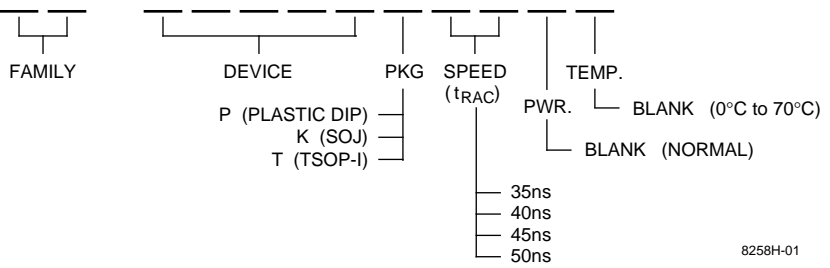 FAMILY DEVICE PKG SPEED TEMP.
(tRAC)
PWR.
BLANK (0°C to 70°C)
P (PLASTIC DIP)
K (SOJ)
T (TSOP-I)
BLANK (NORMAL)
35ns
40ns
45ns
50ns
8258H-01